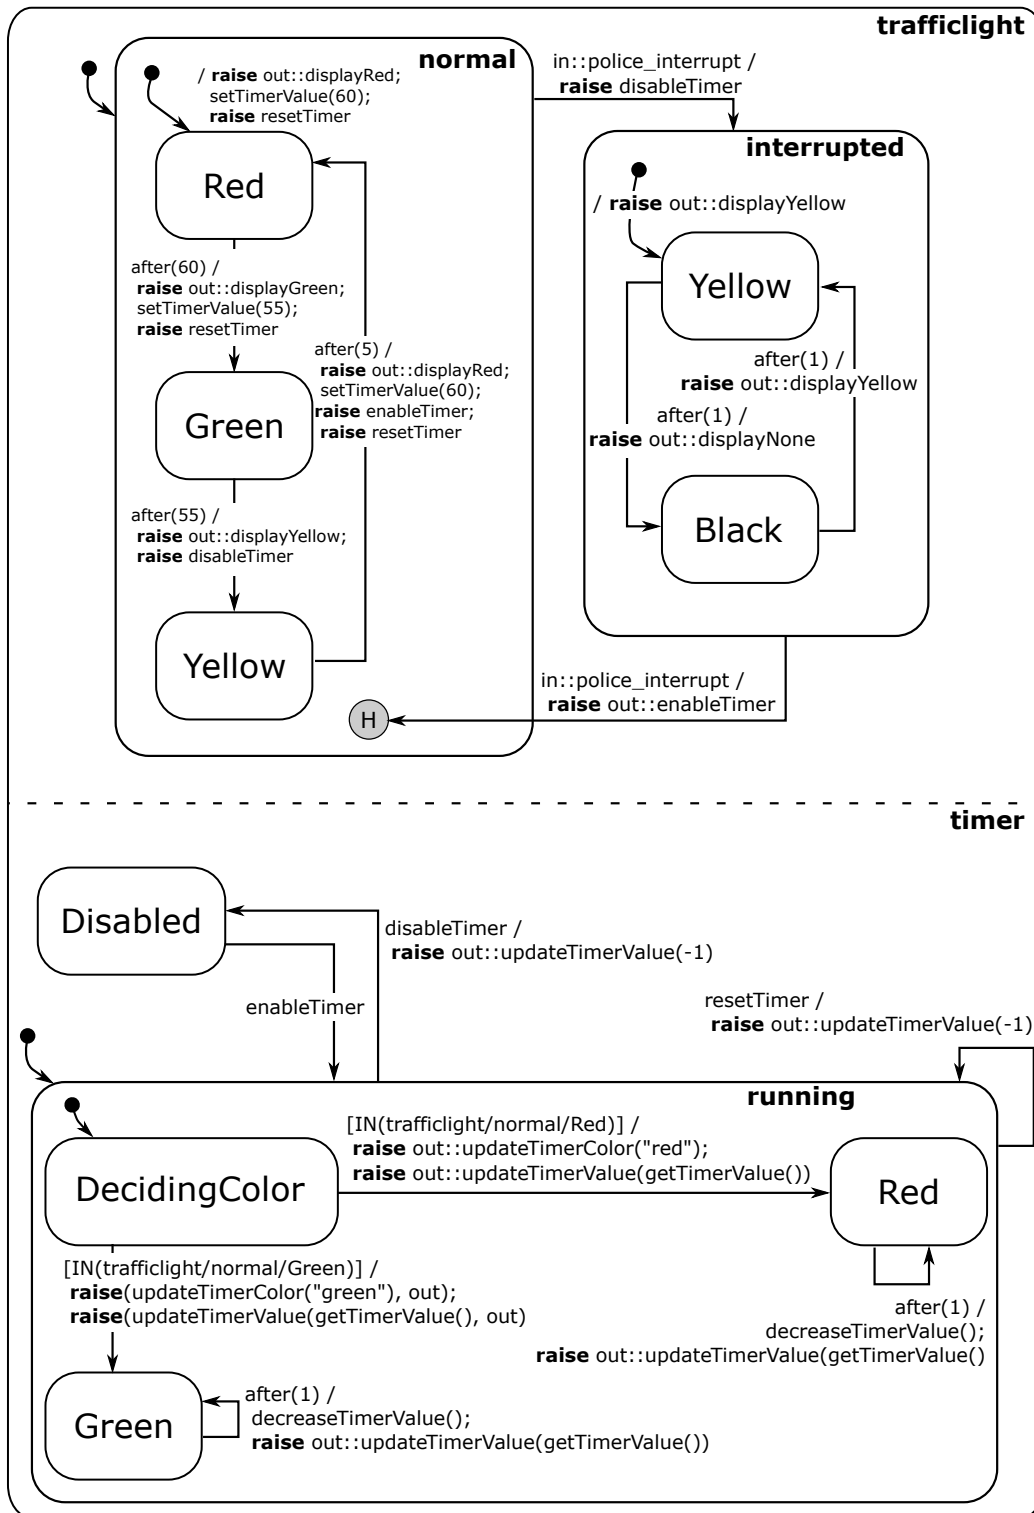 trafficlight
normal
/ raise out::displayRed;
setTimerValue(60);
raise resetTimer
Red
after(60) /
raise out::displayGreen;
setTimerValue(55);
raise resetTimer
Green
after(5) /
raise out::displayRed;
setTimerValue(60);
raise enableTimer;
raise resetTimer
after(55) /
raise out::displayYellow;
raise disableTimer
Yellow
H
in::police_interrupt /
raise disableTimer
interrupted
/ raise out::displayYellow
Yellow
after(1) /
raise out::displayYellow
after(1) /
raise out::displayNone
Black
in::police_interrupt /
raise out::enableTimer
timer
Disabled
disableTimer /
raise out::updateTimerValue(-1)
enableTimer
resetTimer /
raise out::updateTimerValue(-1)
running
[IN(trafficlight/normal/Red)] /
raise out::updateTimerColor("red");
raise out::updateTimerValue(getTimerValue())
DecidingColor
Red
[IN(trafficlight/normal/Green)] /
raise(updateTimerColor("green"), out);
raise(updateTimerValue(getTimerValue(), out)
after(1) /
decreaseTimerValue();
raise out::updateTimerValue(getTimerValue()
Green
after(1) /
decreaseTimerValue();
raise out::updateTimerValue(getTimerValue())